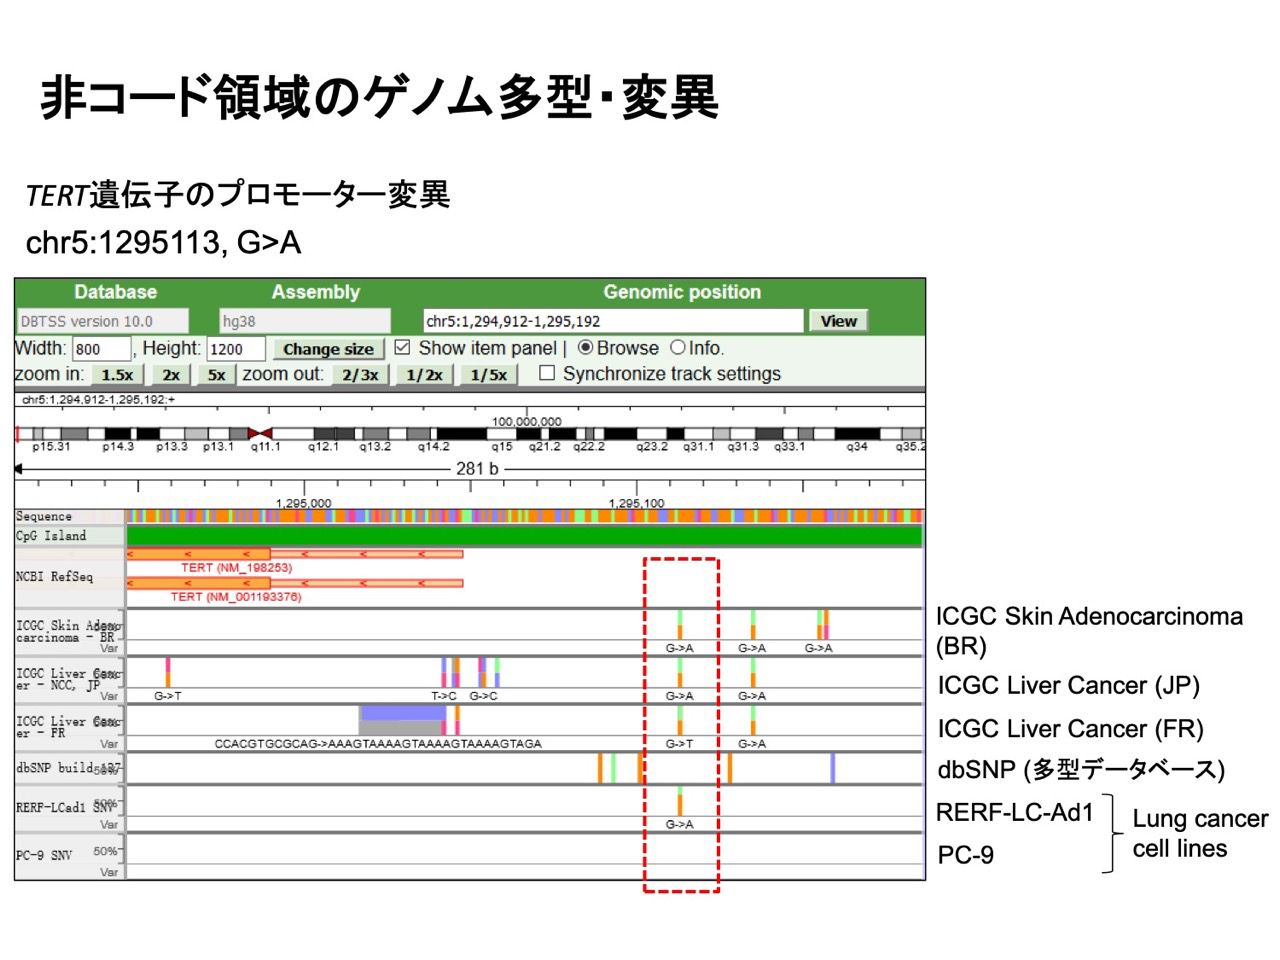 非コード領域のゲノム多型・変異
TERT遺伝子のプロモーター変異
chr5:1295113, G>A
Database Assembly Genomic position
DBTSS version 10.0 hg38 chr5:1,294,912-1,295,192 View
Width: 800 , Height: 1200 Change size Show item panel | Browse Info.
zoom in: 1.5x 2x 5x zoom out: 2/3x 1/2x 1/5x Synchronize track settings
chr5:1,294,912-1,295,192:+
100,000,000
p15.31 p14.3 p13.3 p13.1 q11.1 q12.1 q13.2 q14.2 q15 q21.2 q22.2 q23.2 q31.1 q31.3 q33.1 q34 q35.2
281 b
1,295,000 1,295,100
Sequence
CpG Island
NCBI RefSeq
TERT (NM_198253)
TERT (NM_001193376)
ICGC Skin Adeno
carcinoma - BR
Var G->A G->A G->A
ICGC Skin Adenocarcinoma
(BR)
ICGC Liver Canc
er - NCC, JP
Var G->T T->C G->C G->A G->A
ICGC Liver Cancer (JP)
ICGC Liver Canc
er - FR
Var CCACGTGCGCAG->AAAGTAAAAGTAAAAGTAAAAGTAGA G->T G->A
ICGC Liver Cancer (FR)
dbSNP build 137
dbSNP (多型データベース)
RERF-LCad1 SNV 50%
Var G->A
RERF-LC-Ad1
PC-9 SNV 50%
Var
PC-9
Lung cancer
cell lines